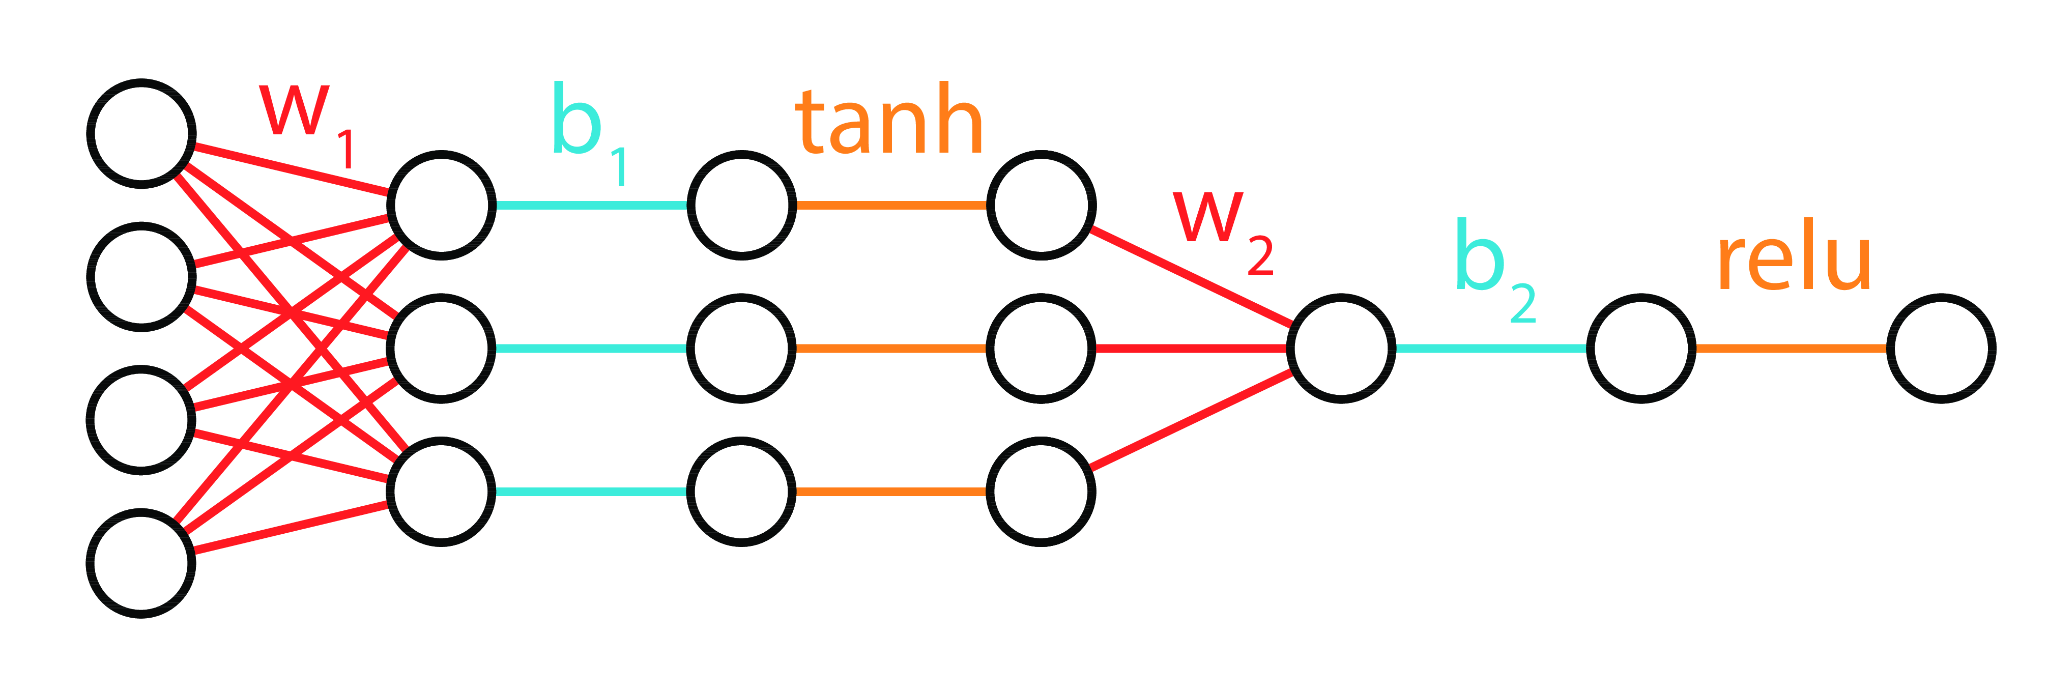 w₁
b₁
tanh
w₂
b₂
relu